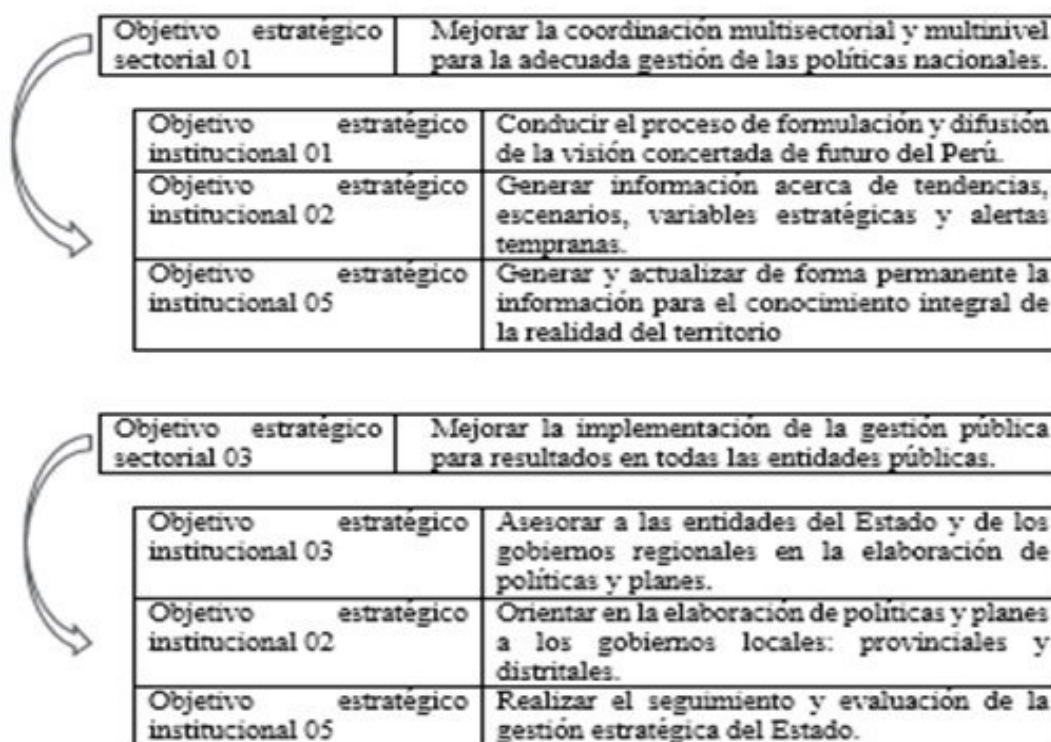 Objetivo estratégico Mejorar la coordinación multisectorial y multinivel
sectorial 01 para la adecuada gestión de las políticas nacionales.
Objetivo estratégico Conducir el proceso de formulación y difusión
institucional 01 de la visión concertada de futuro del Perú.
Objetivo estratégico Generar información acerca de tendencias,
institucional 02 escenarios, variables estratégicas y alertas
tempranas.
Objetivo estratégico Generar y actualizar de forma permanente la
institucional 05 información para el conocimiento integral de
la realidad del territorio
Objetivo estratégico Mejorar la implementación de la gestión pública
sectorial 03 para resultados en todas las entidades públicas.
Objetivo estratégico Asesorar a las entidades del Estado y de los
institucional 03 gobiernos regionales en la elaboración de
políticas y planes.
Objetivo estratégico Orientar en la elaboración de políticas y planes
institucional 02 a los gobiernos locales: provinciales y
distritales.
Objetivo estratégico Realizar el seguimiento y evaluación de la
institucional 05 gestión estratégica del Estado.